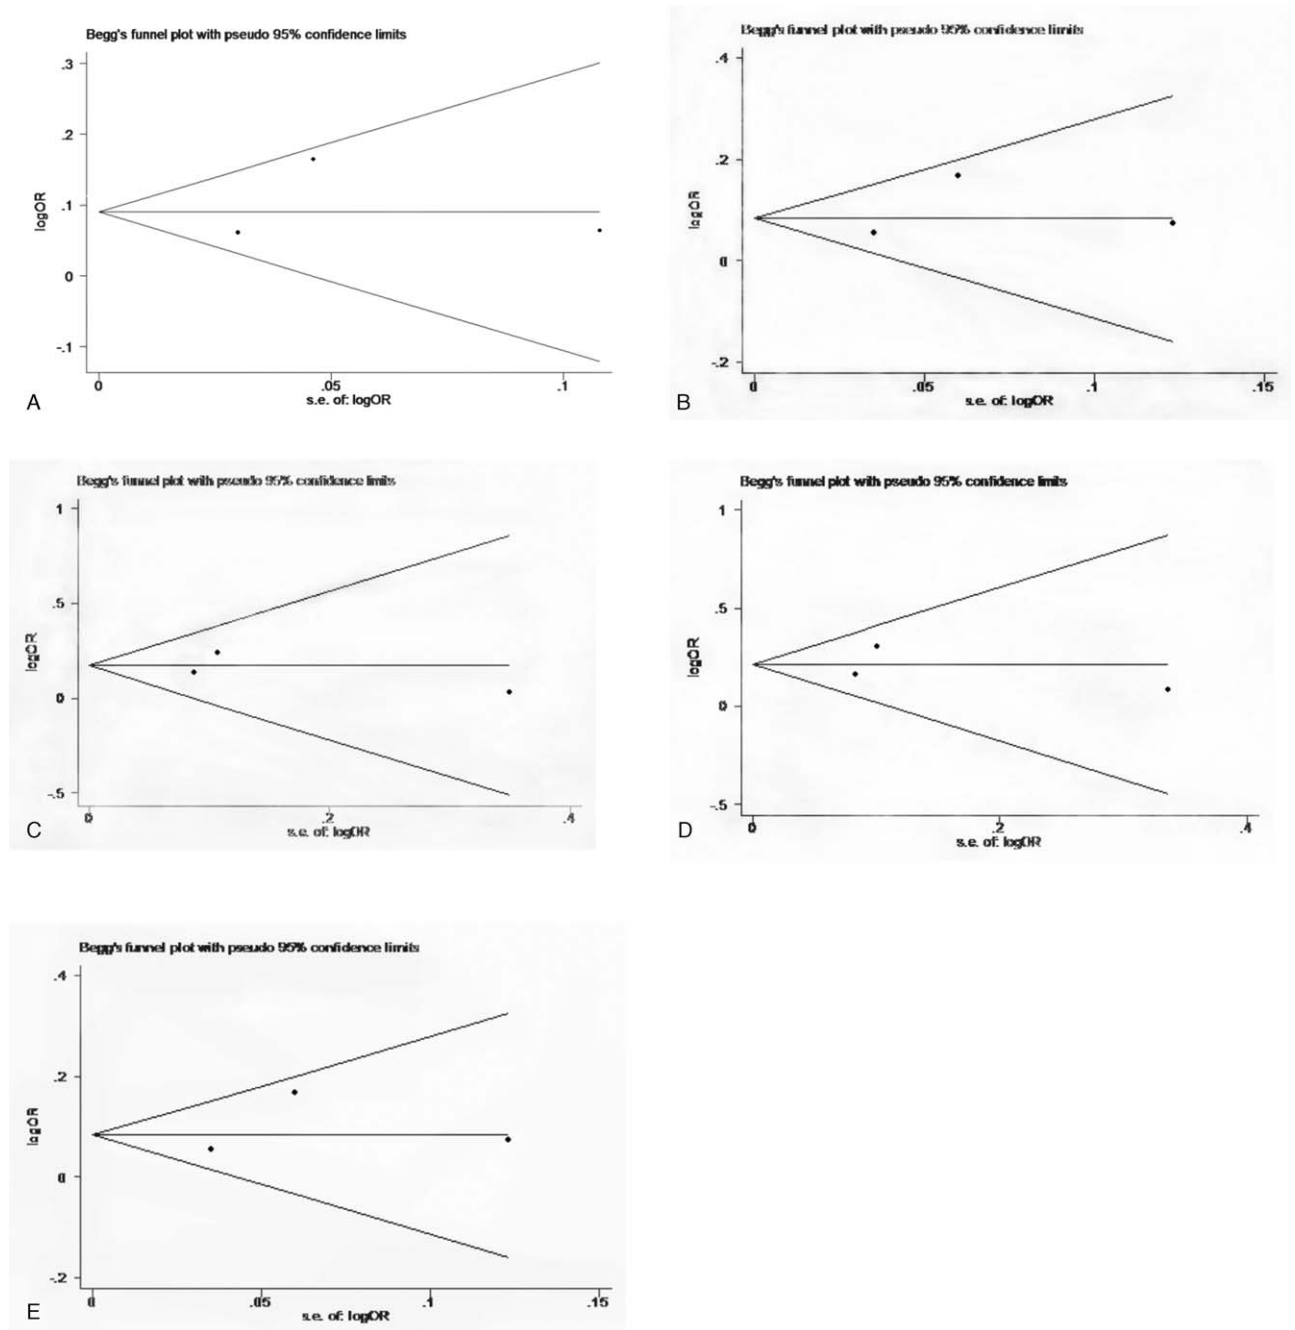 Begg's funnel plot with pseudo 95% confidence limits
.3
.2
.1
0
-.1
logOR
0 .05 .1
s.e. of: logOR
A
Begg's funnel plot with pseudo 95% confidence limits
.4
.2
0
-.2
logOR
0 .05 .1 .15
s.e. of: logOR
B
Begg's funnel plot with pseudo 95% confidence limits
1
.5
0
-.5
logOR
0 .2 .4
s.e. of: logOR
C
Begg's funnel plot with pseudo 95% confidence limits
1
.5
0
-.5
logOR
0 .2 .4
s.e. of: logOR
D
Begg's funnel plot with pseudo 95% confidence limits
.4
.2
0
-.2
logOR
0 .05 .1 .15
s.e. of: logOR
E